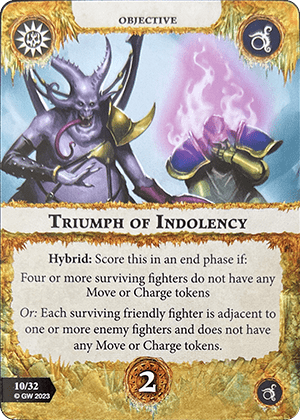 OBJECTIVE
TRIUMPH OF INDOLENCY
Hybrid: Score this in an end phase if:
Four or more surviving fighters do not have any
Move or Charge tokens
Or: Each surviving friendly fighter is adjacent to
one or more enemy fighters and does not have
any Move or Charge tokens.
10/32
© GW 2023
2